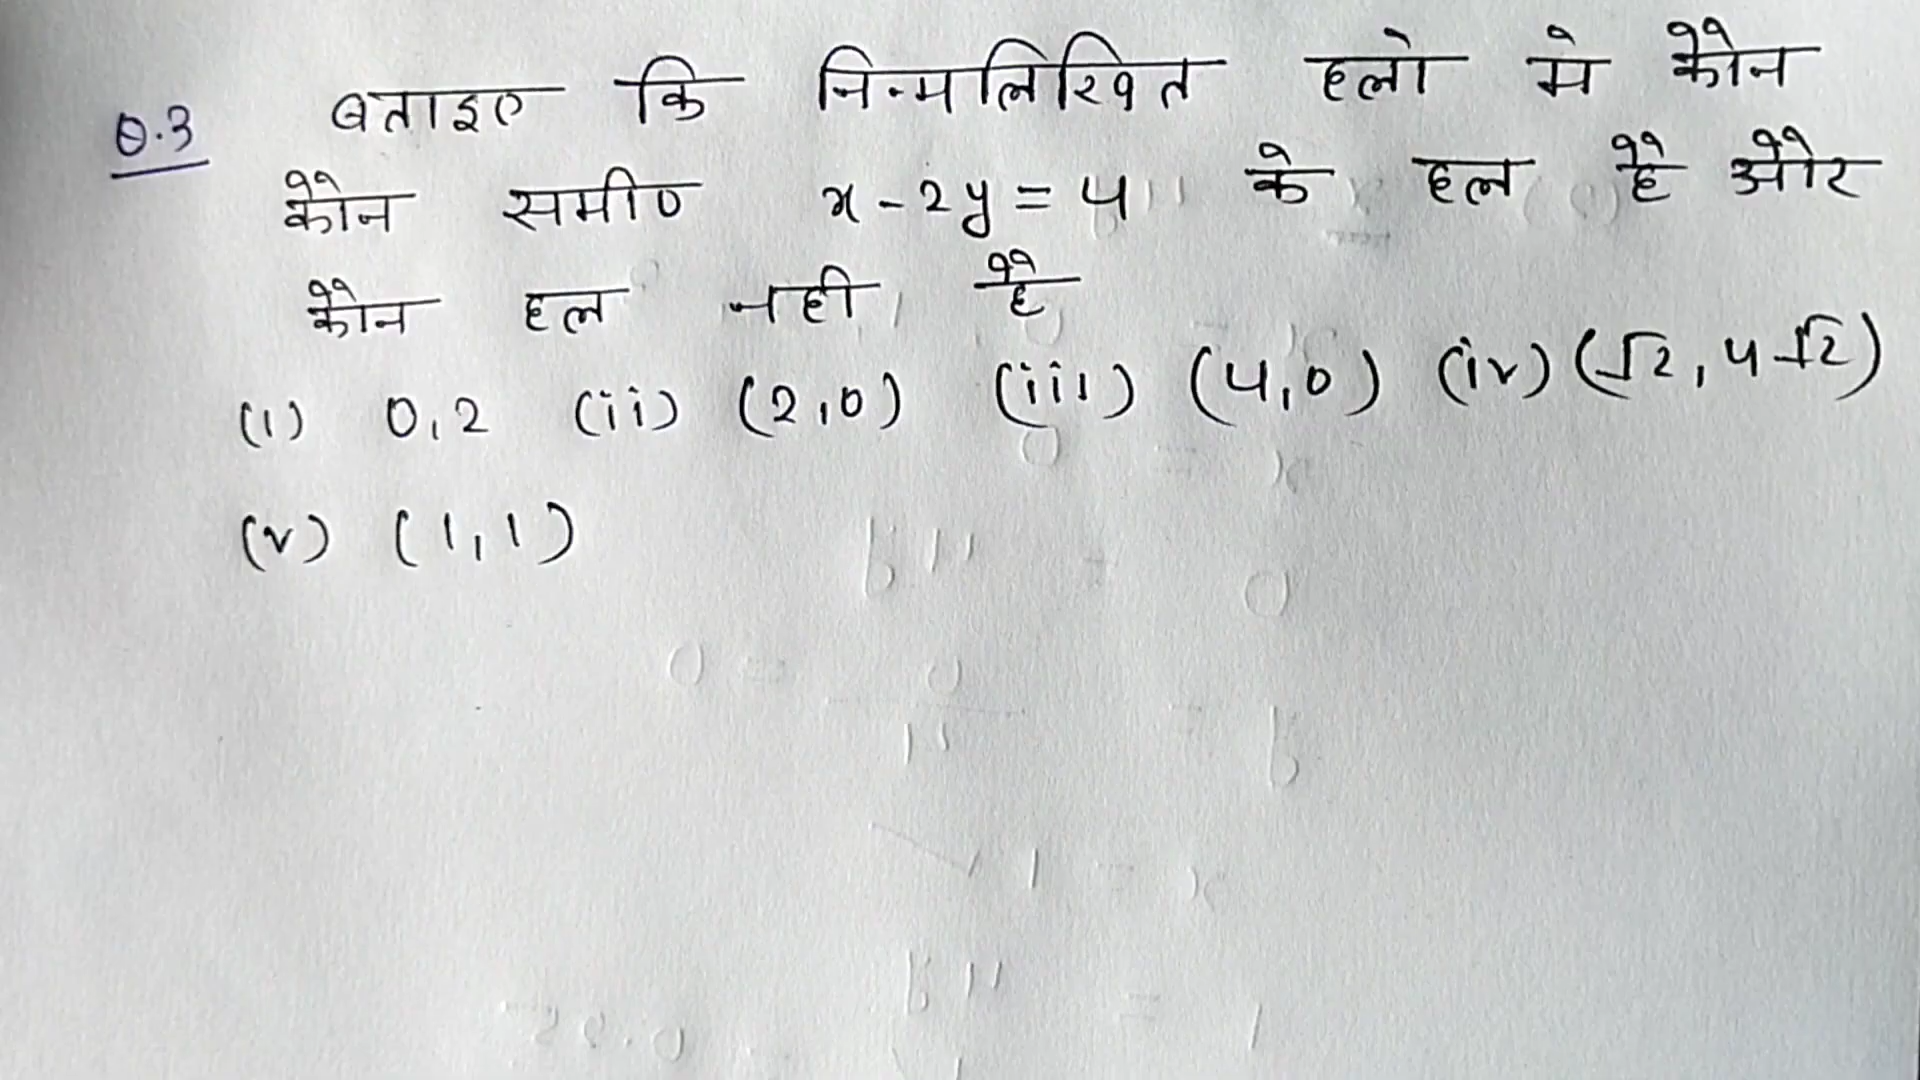 Q.3 बताइए कि निम्नलिखित हलो मे कौन
कौन समी० x - 2y = 4 के हल है और
कौन हल नही है
(i) 0,2 (ii) (2,0) (iii) (4,0) (iv) (√2, 4√2)
(v) (1,1)